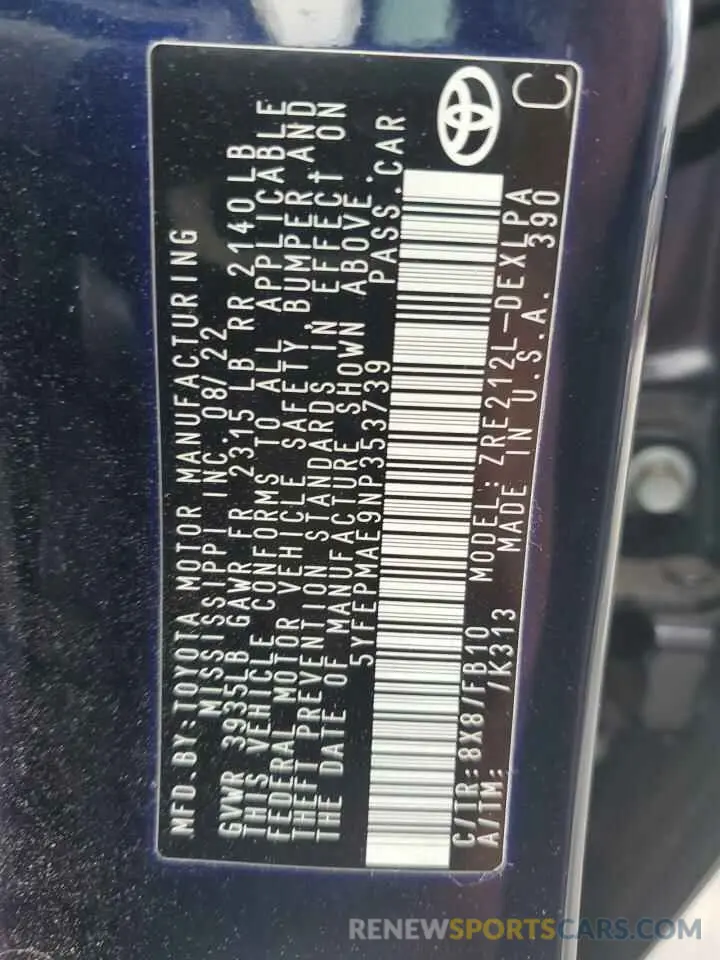 MFD.BY:TOYOTA MOTOR MANUFACTURING
MISSISSIPPI INC. 08/22
GVWR 3935LB GAWR FR 2315 LB RR 2140LB
THIS VEHICLE CONFORMS TO ALL APPLICABLE
FEDERAL MOTOR VEHICLE SAFETY, BUMPER, AND
THEFT PREVENTION STANDARDS IN EFFECT ON
THE DATE OF MANUFACTURE SHOWN ABOVE.
5YFEPMAE9NP353739 PASS.CAR
C/TR:8X8/FB10 MODEL:ZRE212L-DEXLPA
A/TM: /K313 MADE IN U.S.A. 390
C
RENEWSPORTSCARS.COM